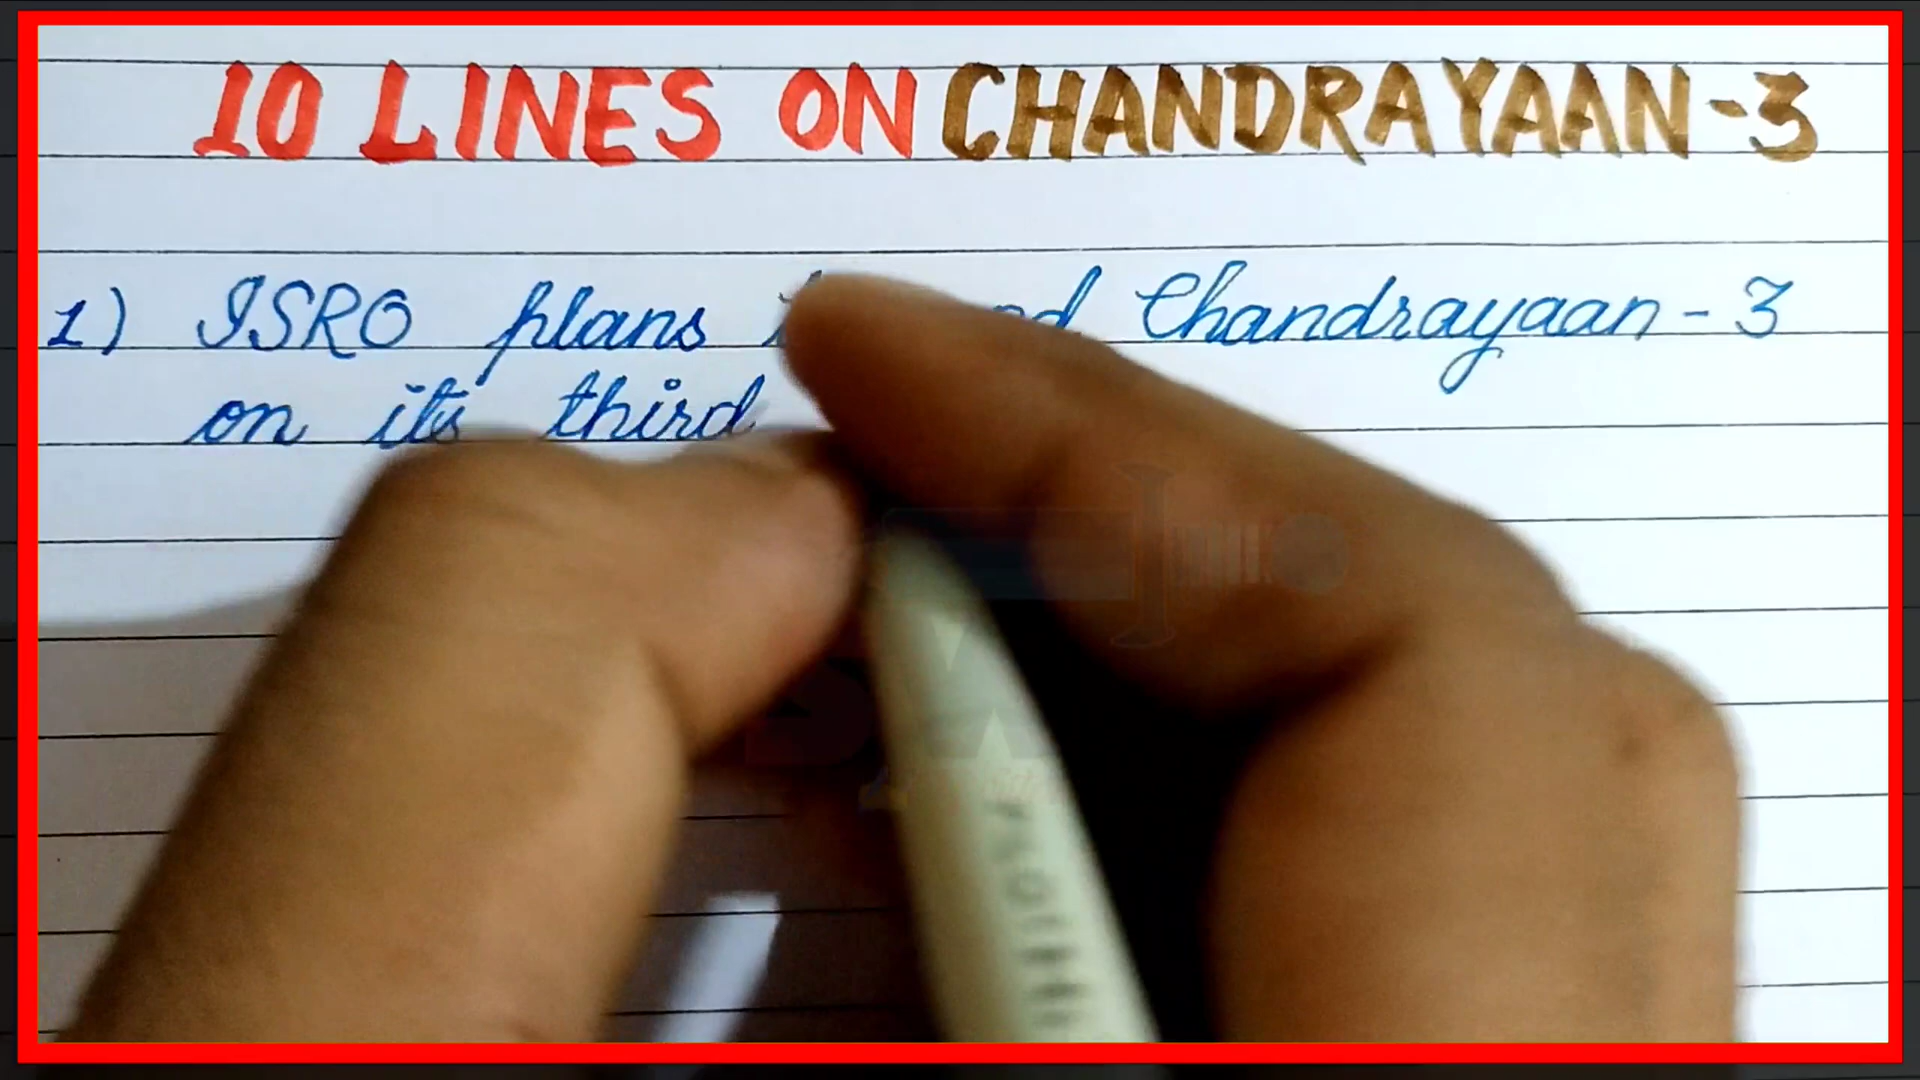 10 LINES ON CHANDRAYAAN-3
1) ISRO plans Chandrayaan-3
on its third